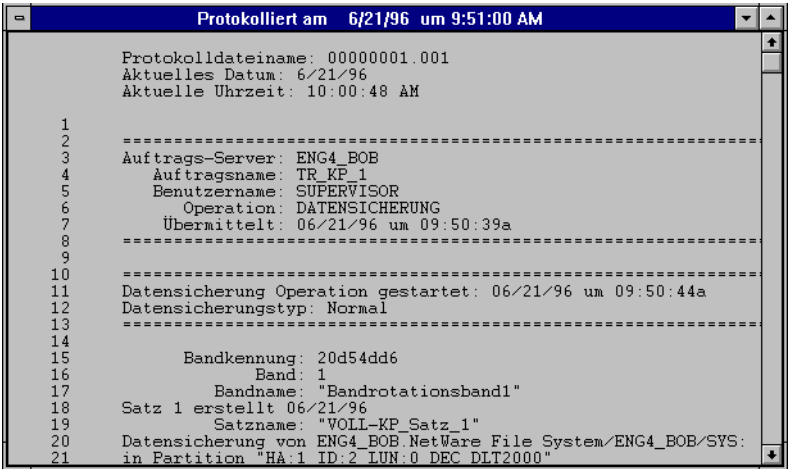 Protokolliert am 6/21/96 um 9:51:00 AM
Protokolldateiname: 00000001.001
Aktuelles Datum: 6/21/96
Aktuelle Uhrzeit: 10:00:48 AM
1
2 ================================================================
3 Auftrags-Server: ENG4_BOB
4 Auftragsname: TR_KP_1
5 Benutzername: SUPERVISOR
6 Operation: DATENSICHERUNG
7 Übermittelt: 06/21/96 um 09:50:39a
8 ================================================================
9
10 ================================================================
11 Datensicherung Operation gestartet: 06/21/96 um 09:50:44a
12 Datensicherungstyp: Normal
13 ================================================================
14
15 Bandkennung: 20d54dd6
16 Band: 1
17 Bandname: "Bandrotationsband1"
18 Satz 1 erstellt 06/21/96
19 Satzname: "VOLL-KP_Satz_1"
20 Datensicherung von ENG4_BOB.NetWare File System/ENG4_BOB/SYS:
21 in Partition "HA:1 ID:2 LUN:0 DEC DLT2000"